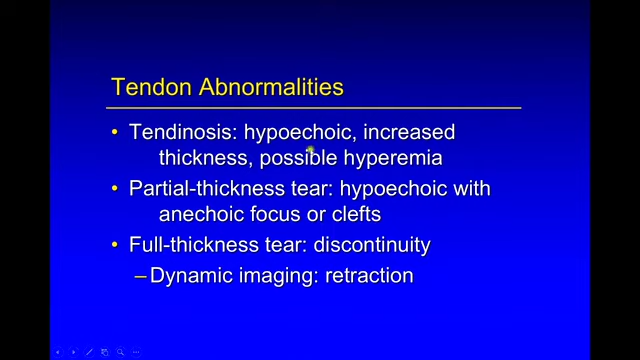 Tendon Abnormalities
• Tendinosis: hypoechoic, increased
thickness, possible hyperemia
• Partial-thickness tear: hypoechoic with
anechoic focus or clefts
• Full-thickness tear: discontinuity
–Dynamic imaging: retraction